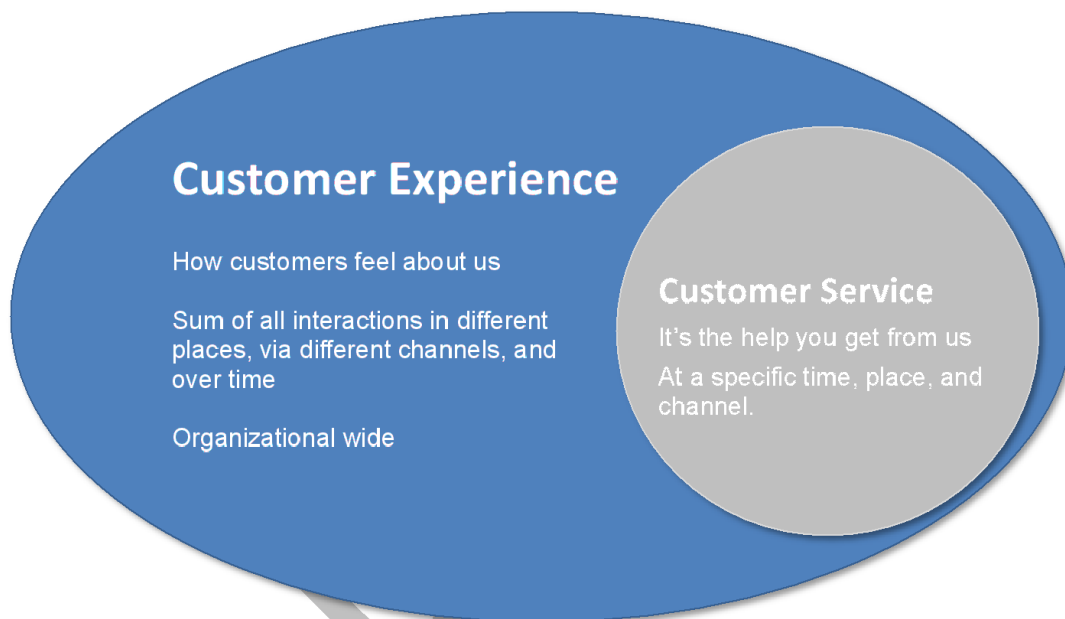 Customer Experience
How customers feel about us
Sum of all interactions in different
places, via different channels, and
over time
Organizational wide
Customer Service
It's the help you get from us
At a specific time, place, and
channel.